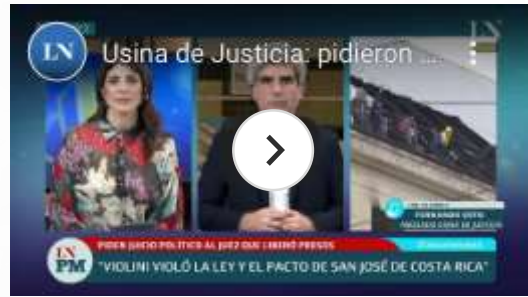 LN
Usina de Justicia: pidieron ...
LN
FERNANDO SOTO
PIDEN JUICIO POLÍTICO AL JUEZ QUE LIBERÓ PRESOS
LN
PM
"VIOLINI VIOLÓ LA LEY Y EL PACTO DE SAN JOSÉ DE COSTA RICA"